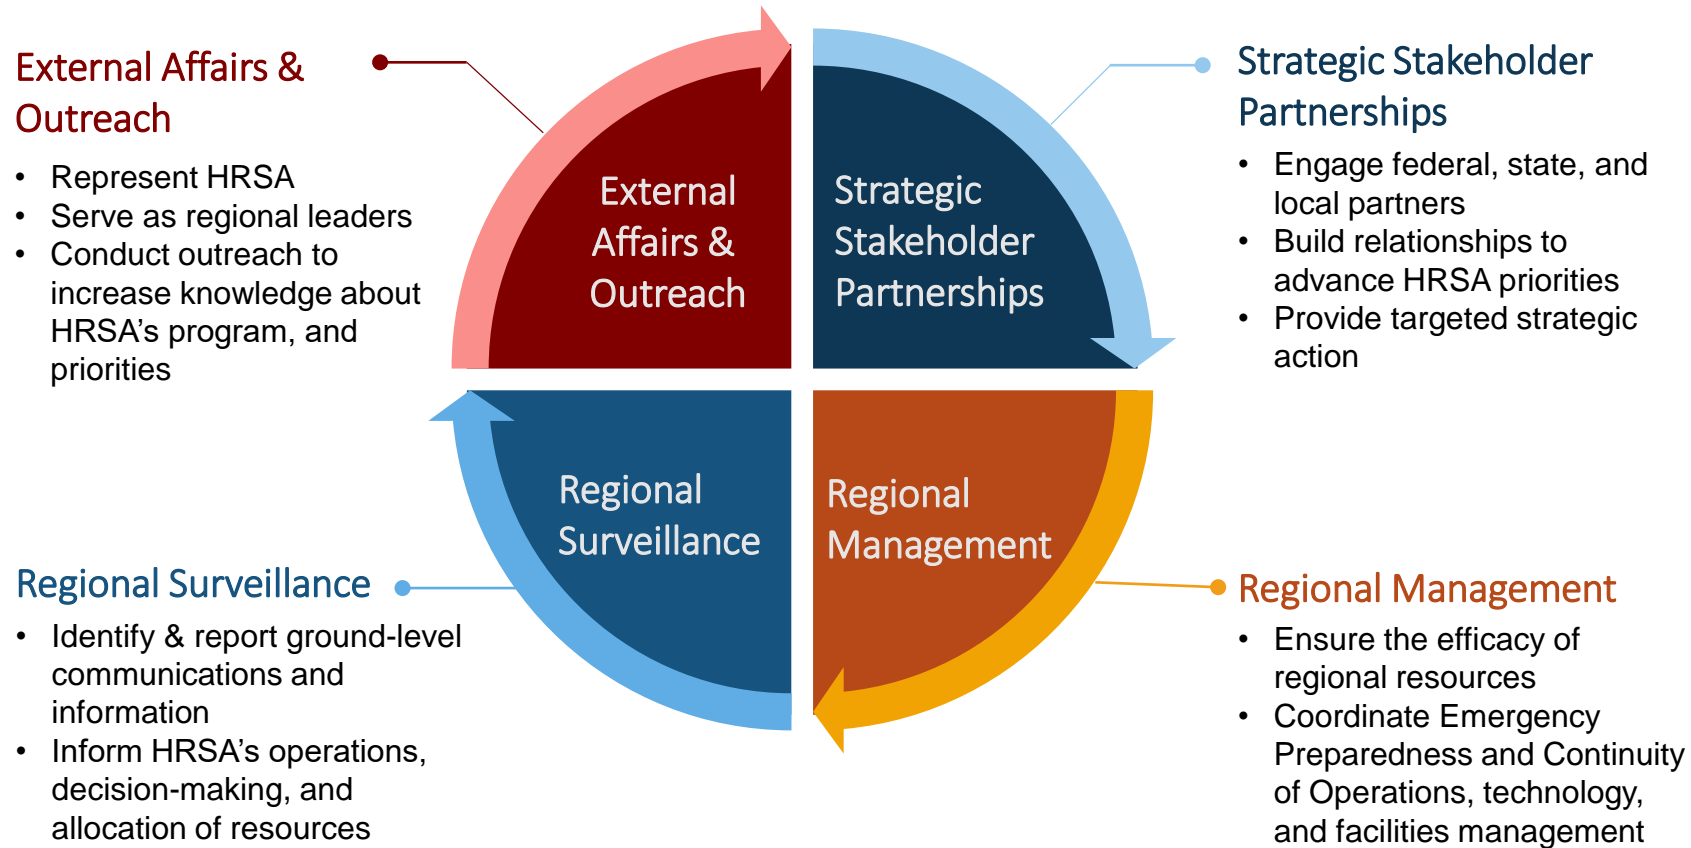 External Affairs &
Outreach
• Represent HRSA
• Serve as regional leaders
• Conduct outreach to
increase knowledge about
HRSA’s program, and
priorities
External
Affairs &
Outreach
Strategic
Stakeholder
Partnerships
Strategic Stakeholder
Partnerships
• Engage federal, state, and
local partners
• Build relationships to
advance HRSA priorities
• Provide targeted strategic
action
Regional Surveillance
• Identify & report ground-level
communications and
information
• Inform HRSA’s operations,
decision-making, and
allocation of resources
Regional
Surveillance
Regional
Management
Regional Management
• Ensure the efficacy of
regional resources
• Coordinate Emergency
Preparedness and Continuity
of Operations, technology,
and facilities management